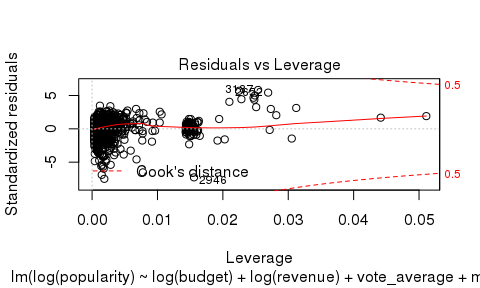 Residuals vs Leverage
Standardized residuals
5
0
-5
0.5
0.5
2946
Cook's distance
0.00 0.01 0.02 0.03 0.04 0.05
Leverage
lm(log(popularity) ~ log(budget) + log(revenue) + vote_average + m